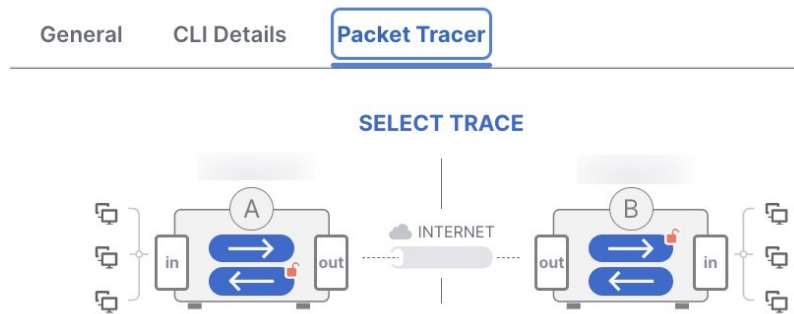 General CLI Details Packet Tracer
SELECT TRACE
A B
INTERNET
in out out in